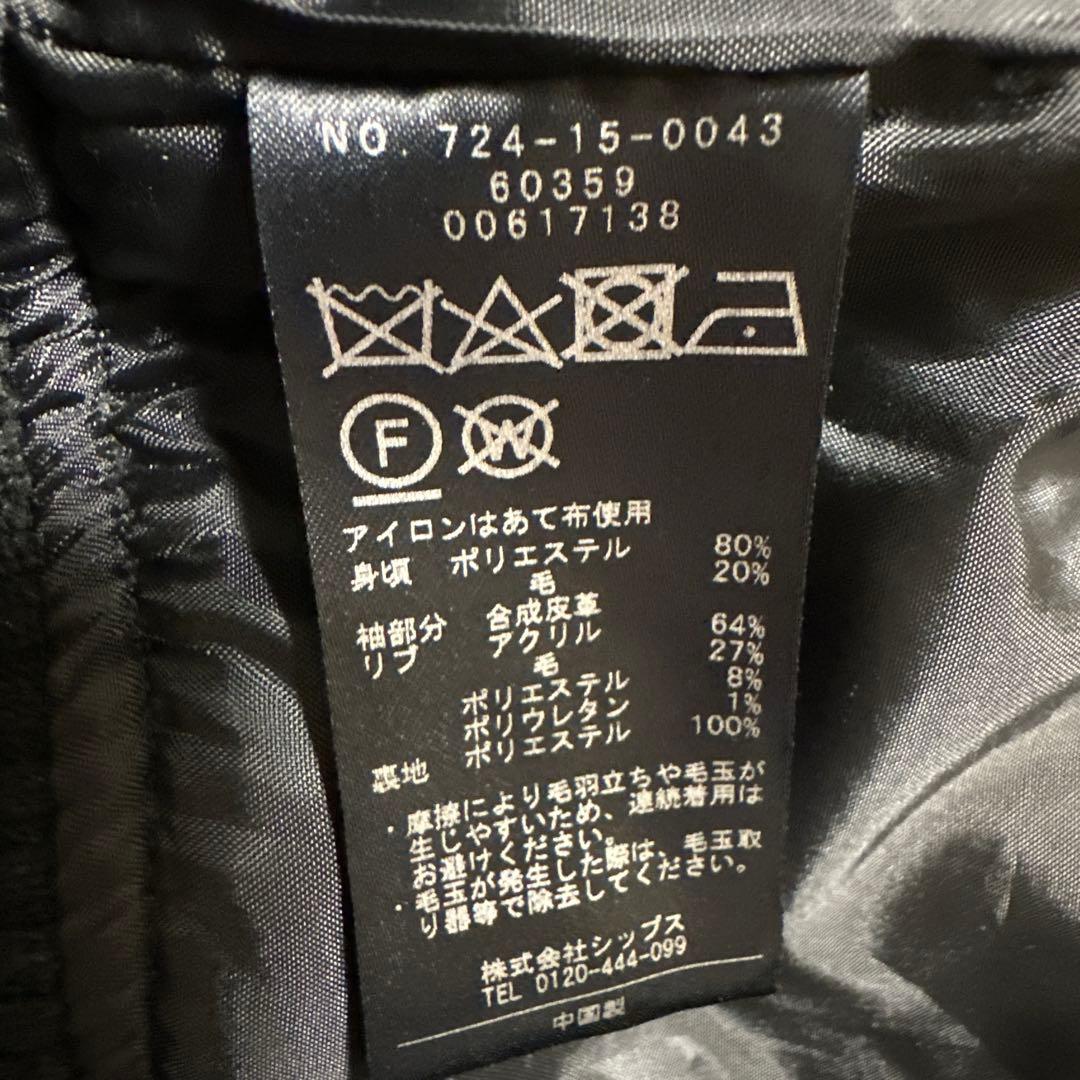 NO. 724-15-0043
60359
00617138
F W
アイロンはあて布使用
身頃 ポリエステル 80%
毛 20%
袖部分 合成皮革
リブ アクリル 64%
毛 27%
ポリエステル 8%
ポリウレタン 1%
裏地 ポリエステル 100%
・摩擦により毛羽立ちや毛玉が
生じやすいため、連続着用は
お避けください。
・毛玉が発生した際は、毛玉取
り器等で除去してください。
株式会社シップス
TEL 0120-444-099
中国製